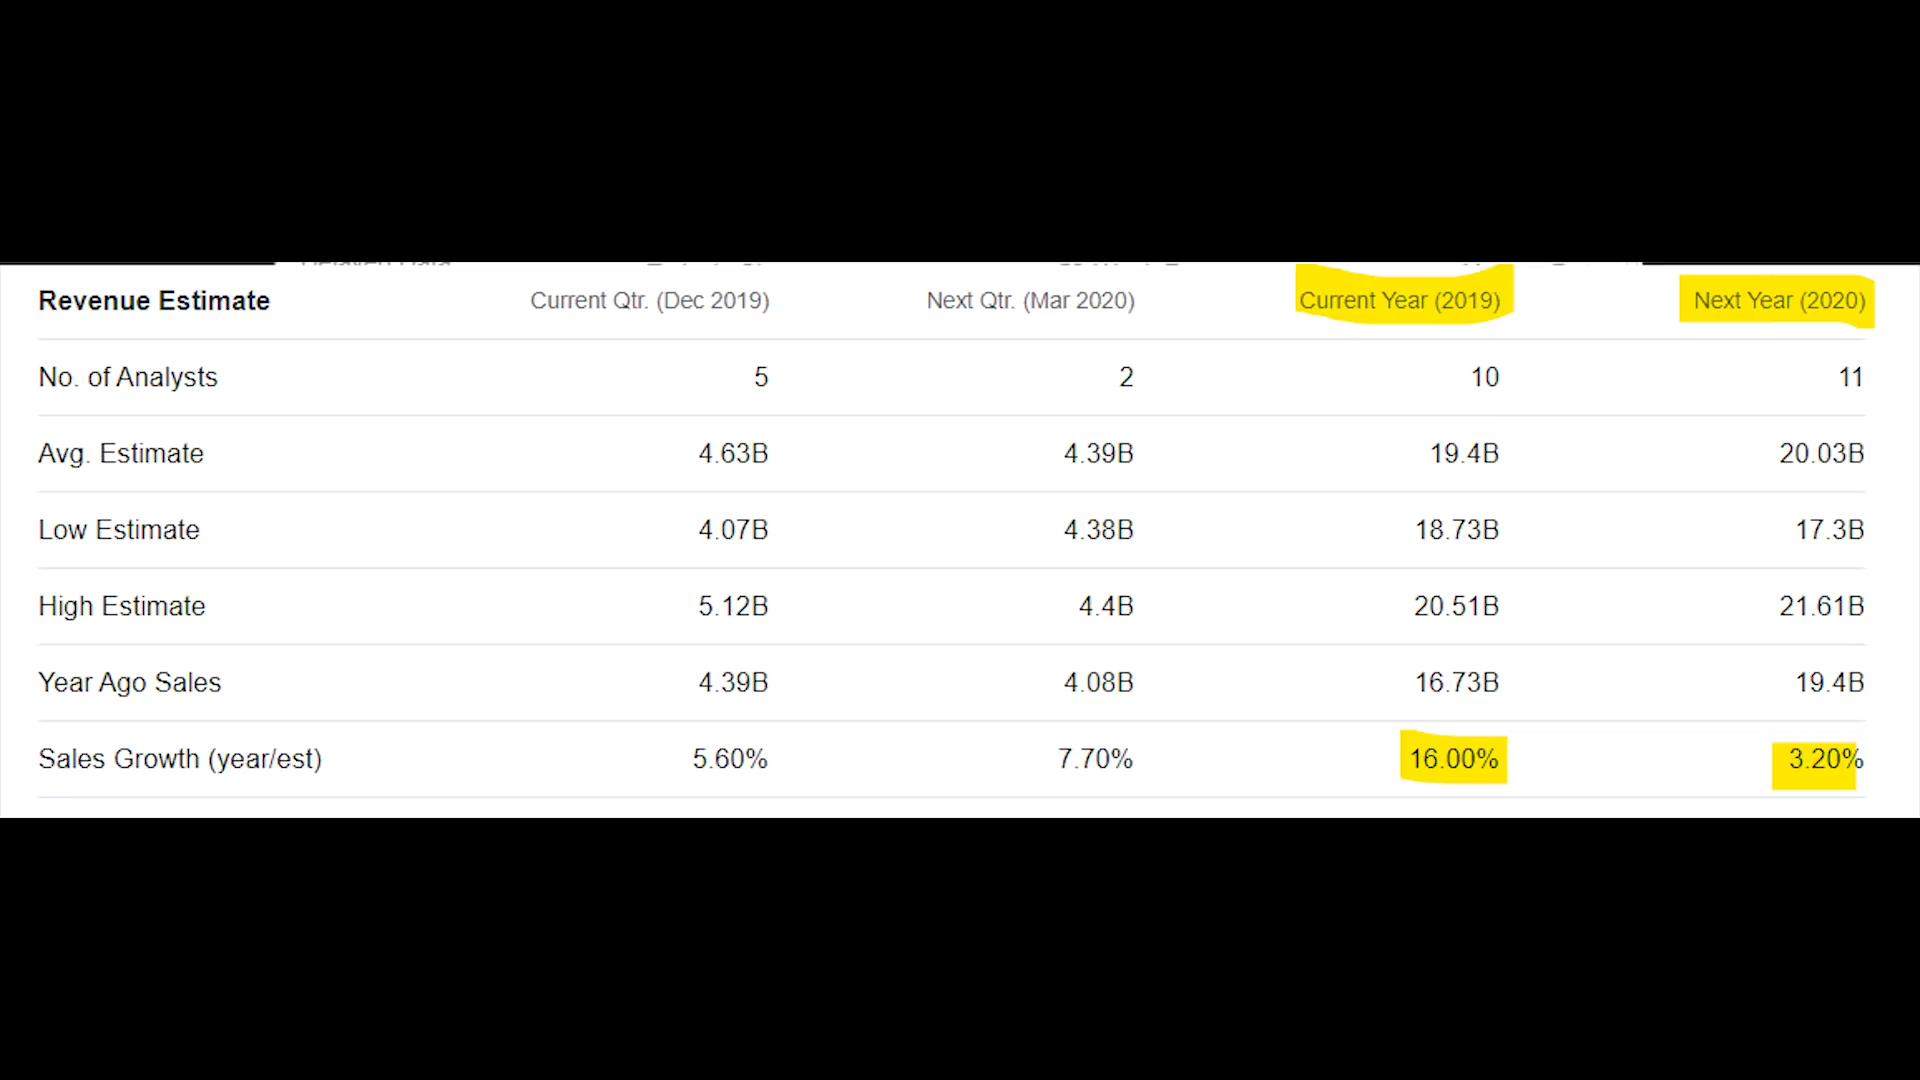 Revenue Estimate Current Qtr. (Dec 2019) Next Qtr. (Mar 2020) Current Year (2019) Next Year (2020)
No. of Analysts 5 2 10 11
Avg. Estimate 4.63B 4.39B 19.4B 20.03B
Low Estimate 4.07B 4.38B 18.73B 17.3B
High Estimate 5.12B 4.4B 20.51B 21.61B
Year Ago Sales 4.39B 4.08B 16.73B 19.4B
Sales Growth (year/est) 5.60% 7.70% 16.00% 3.20%